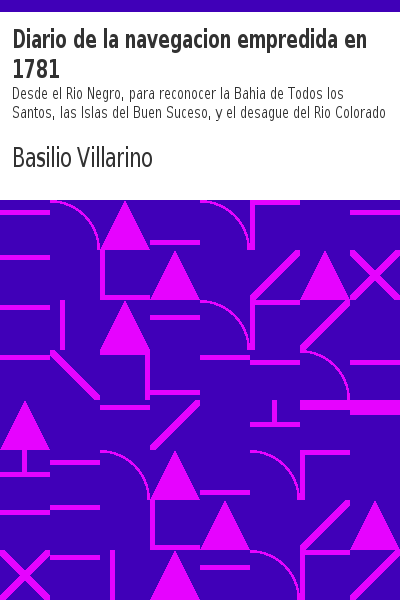 Diario de la navegacion empredida en
1781
Desde el Rio Negro, para reconocer la Bahia de Todos los
Santos, las Islas del Buen Suceso, y el desague del Rio Colorado
Basilio Villarino